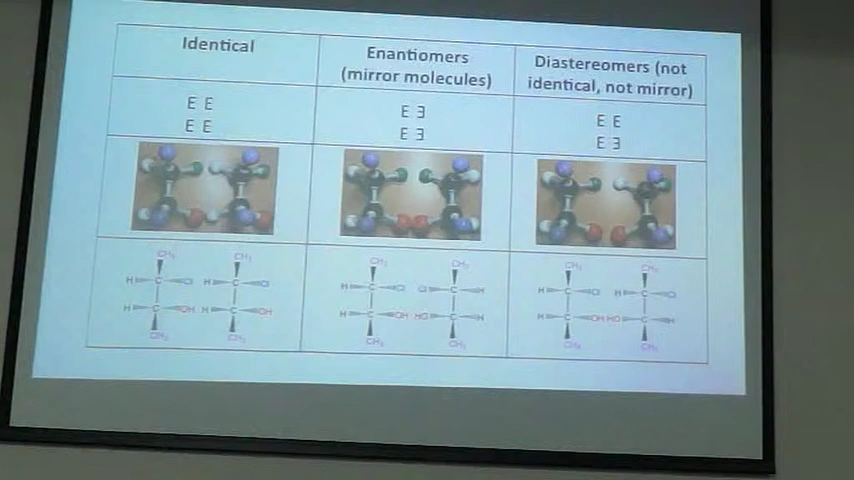 Identical
Enantiomers
(mirror molecules)
Diastereomers (not
identical, not mirror)
E E
E E
E Ǝ
E Ǝ
E E
E Ǝ
CH₃ CH₃
H C Cl H C Cl
H C OH H C OH
CH₃ CH₃
CH₃ CH₃
H C Cl Cl C H
H C OH HO C H
CH₃ CH₃
CH₃ CH₃
H C Cl H C Cl
H C OH HO C H
CH₃ CH₃